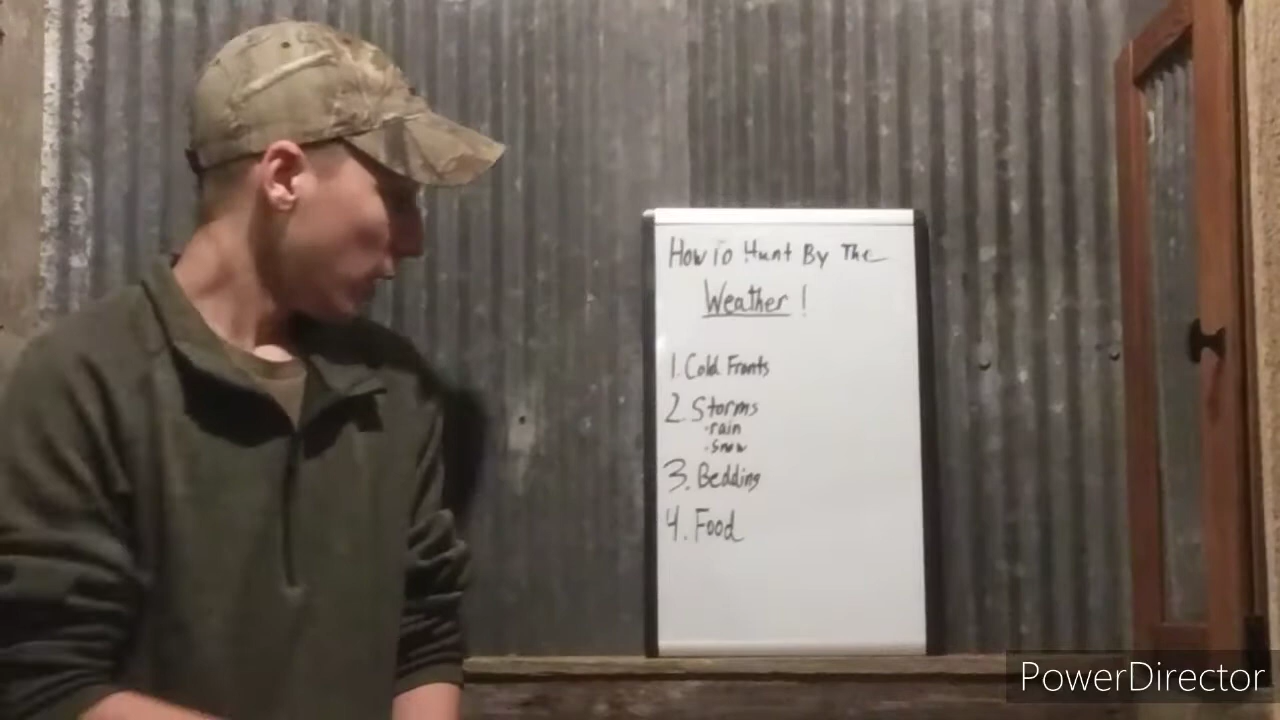 How To Hunt By The
Weather!
1. Cold Fronts
2. Storms
·rain
·snow
3. Bedding
4. Food
PowerDirector